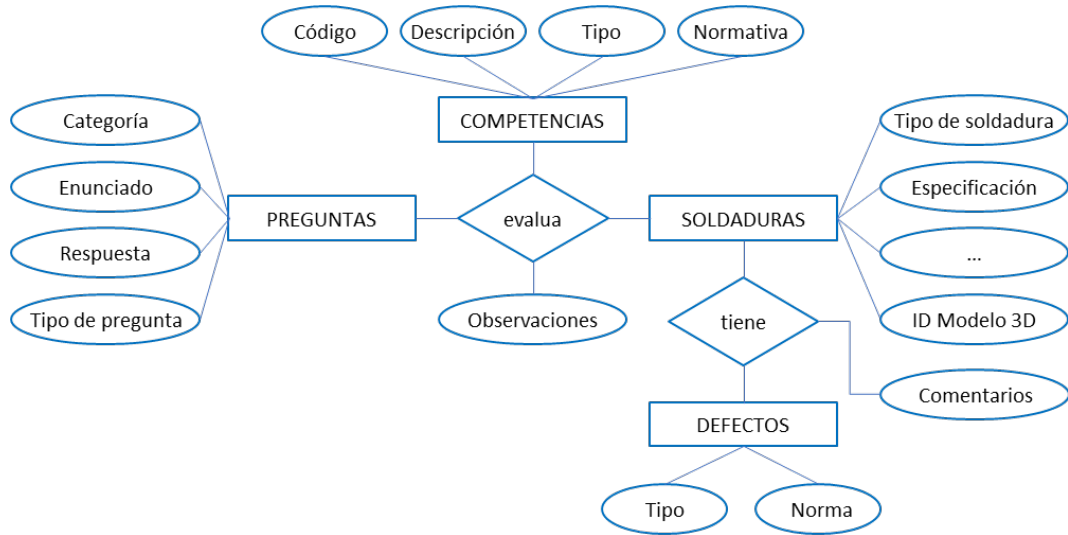 Código
Descripción
Tipo
Normativa
COMPETENCIAS
Categoría
Enunciado
Respuesta
Tipo de pregunta
PREGUNTAS
evalua
Observaciones
SOLDADURAS
Tipo de soldadura
Especificación
...
ID Modelo 3D
tiene
Comentarios
DEFECTOS
Tipo
Norma